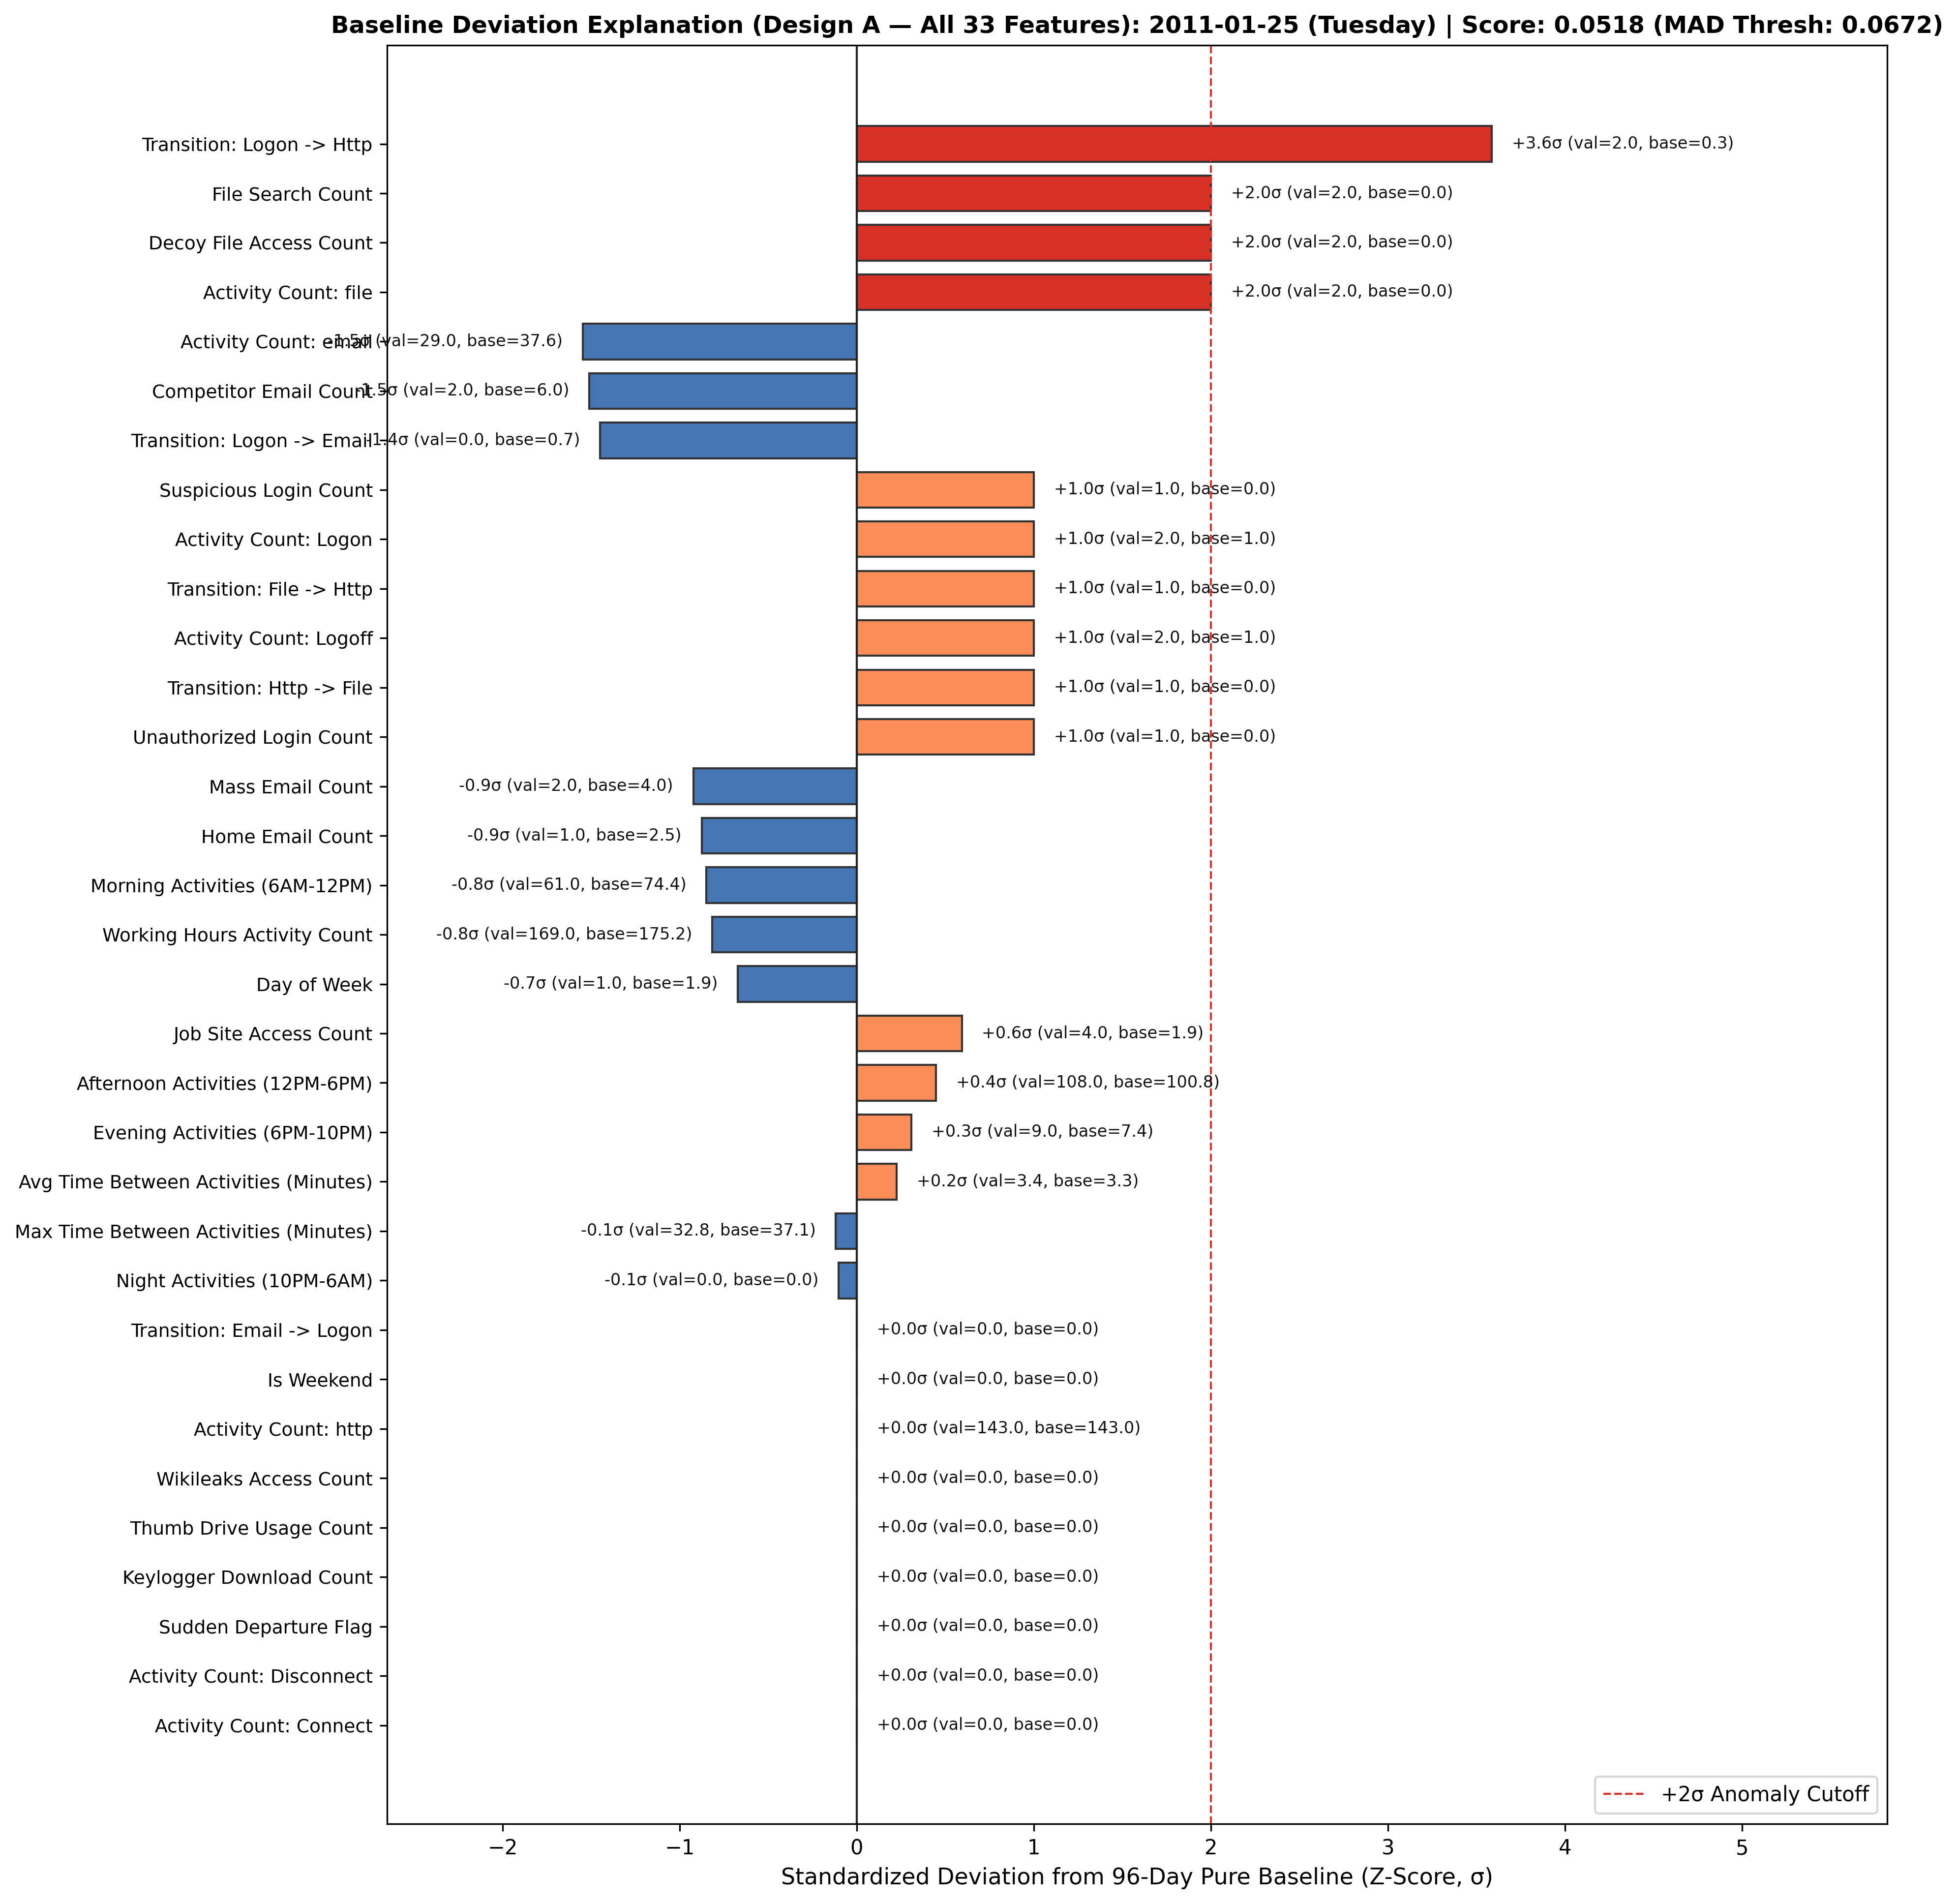 Baseline Deviation Explanation (Design A — All 33 Features): 2011-01-25 (Tuesday) | Score: 0.0518 (MAD Thresh: 0.0672)
Transition: Logon -> Http +3.6σ (val=2.0, base=0.3)
File Search Count +2.0σ (val=2.0, base=0.0)
Decoy File Access Count +2.0σ (val=2.0, base=0.0)
Activity Count: file +2.0σ (val=2.0, base=0.0)
Activity Count: email -1.5σ (val=29.0, base=37.6)
Competitor Email Count -1.5σ (val=2.0, base=6.0)
Transition: Logon -> Email -1.4σ (val=0.0, base=0.7)
Suspicious Login Count +1.0σ (val=1.0, base=0.0)
Activity Count: Logon +1.0σ (val=2.0, base=1.0)
Transition: File -> Http +1.0σ (val=1.0, base=0.0)
Activity Count: Logoff +1.0σ (val=2.0, base=1.0)
Transition: Http -> File +1.0σ (val=1.0, base=0.0)
Unauthorized Login Count +1.0σ (val=1.0, base=0.0)
Mass Email Count -0.9σ (val=2.0, base=4.0)
Home Email Count -0.9σ (val=1.0, base=2.5)
Morning Activities (6AM-12PM) -0.8σ (val=61.0, base=74.4)
Working Hours Activity Count -0.8σ (val=169.0, base=175.2)
Day of Week -0.7σ (val=1.0, base=1.9)
Job Site Access Count +0.6σ (val=4.0, base=1.9)
Afternoon Activities (12PM-6PM) +0.4σ (val=108.0, base=100.8)
Evening Activities (6PM-10PM) +0.3σ (val=9.0, base=7.4)
Avg Time Between Activities (Minutes) +0.2σ (val=3.4, base=3.3)
Max Time Between Activities (Minutes) -0.1σ (val=32.8, base=37.1)
Night Activities (10PM-6AM) -0.1σ (val=0.0, base=0.0)
Transition: Email -> Logon +0.0σ (val=0.0, base=0.0)
Is Weekend +0.0σ (val=0.0, base=0.0)
Activity Count: http +0.0σ (val=143.0, base=143.0)
Wikileaks Access Count +0.0σ (val=0.0, base=0.0)
Thumb Drive Usage Count +0.0σ (val=0.0, base=0.0)
Keylogger Download Count +0.0σ (val=0.0, base=0.0)
Sudden Departure Flag +0.0σ (val=0.0, base=0.0)
Activity Count: Disconnect +0.0σ (val=0.0, base=0.0)
Activity Count: Connect +0.0σ (val=0.0, base=0.0)
+2σ Anomaly Cutoff
−2 −1 0 1 2 3 4 5
Standardized Deviation from 96-Day Pure Baseline (Z-Score, σ)